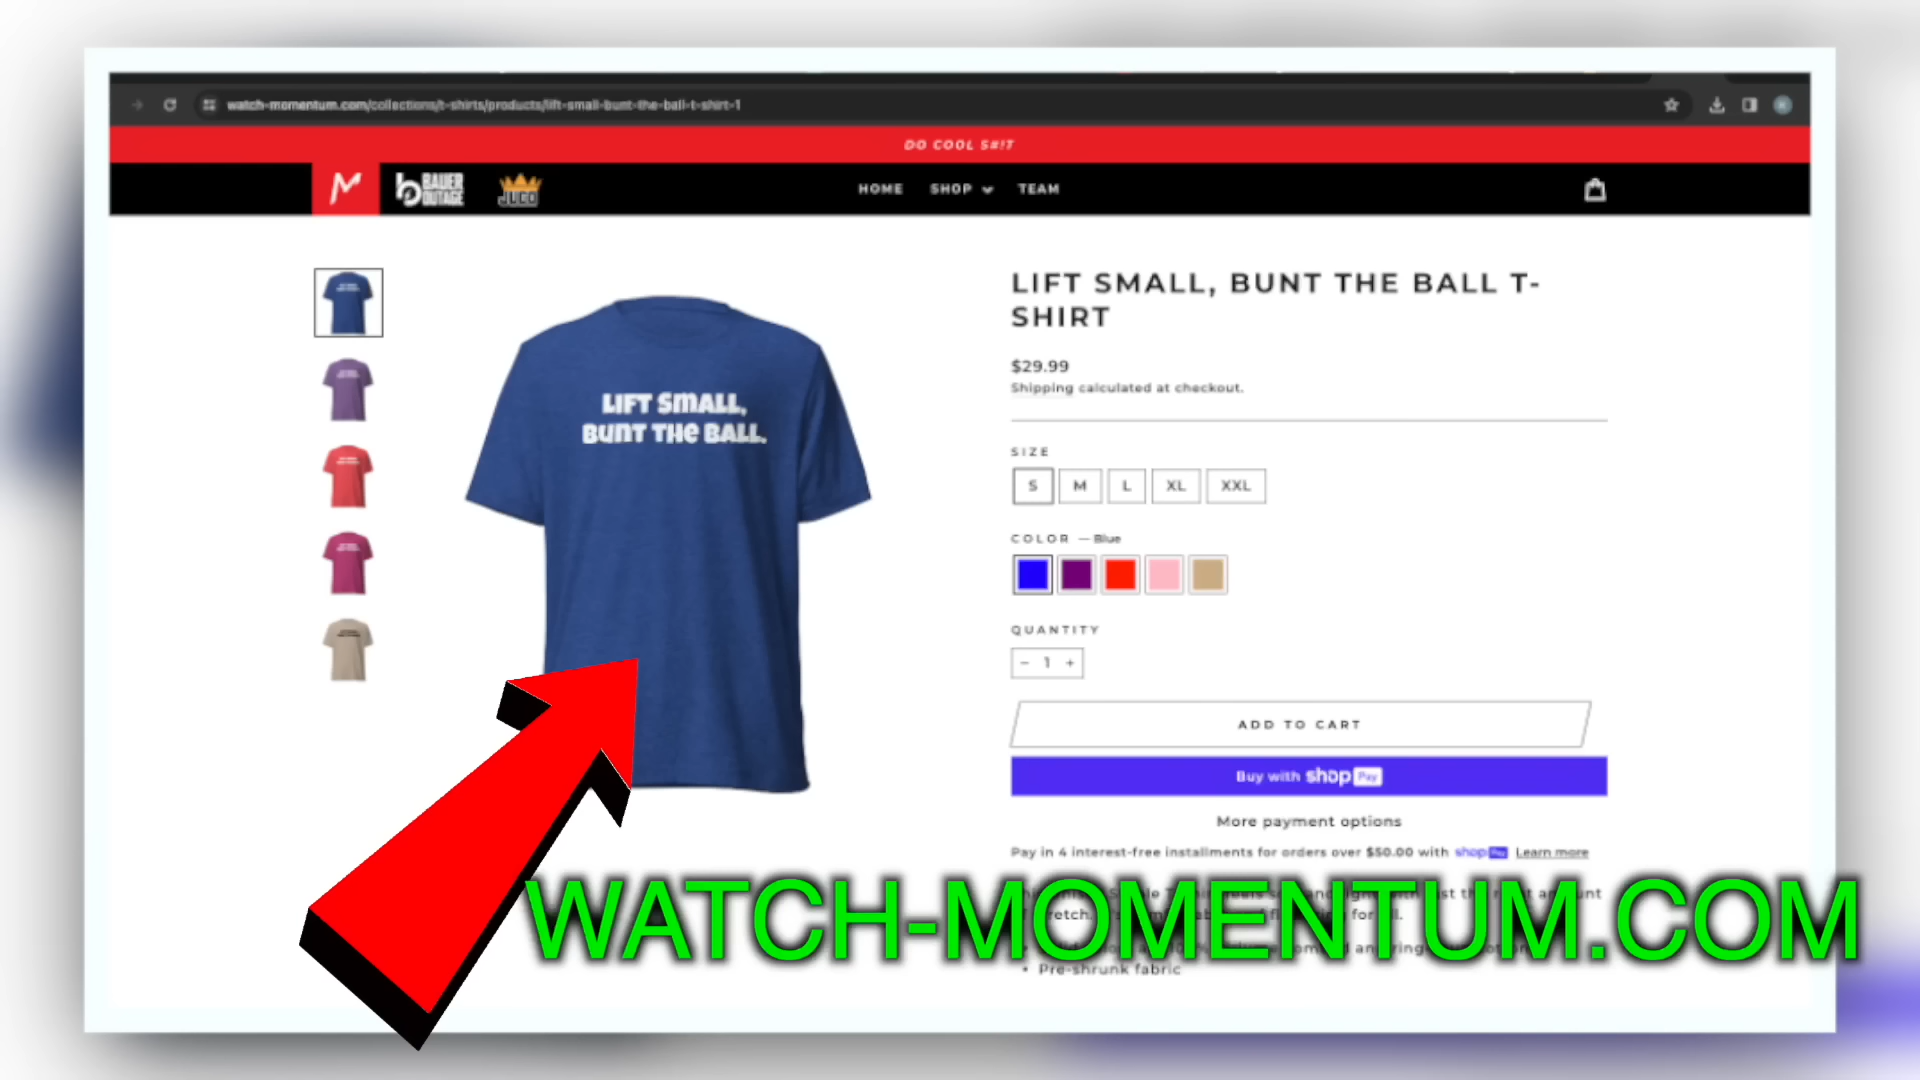 watch-momentum.com/collections/t-shirts/products/lift-small-bunt-the-ball-t-shirt-1
DO COOL S#!T
M BAUER OUTAGE JUCO HOME SHOP TEAM
LIFT SMALL, BUNT THE BALL T-
SHIRT
$29.99
Shipping calculated at checkout.
LIFT SMALL,
BUNT THE BALL.
SIZE
S M L XL XXL
COLOR — Blue
QUANTITY
− 1 +
ADD TO CART
Buy with shop Pay
More payment options
Pay in 4 interest-free installments for orders over $50.00 with shop Pay Learn more
WATCH-MOMENTUM.COM
• Pre-shrunk fabric